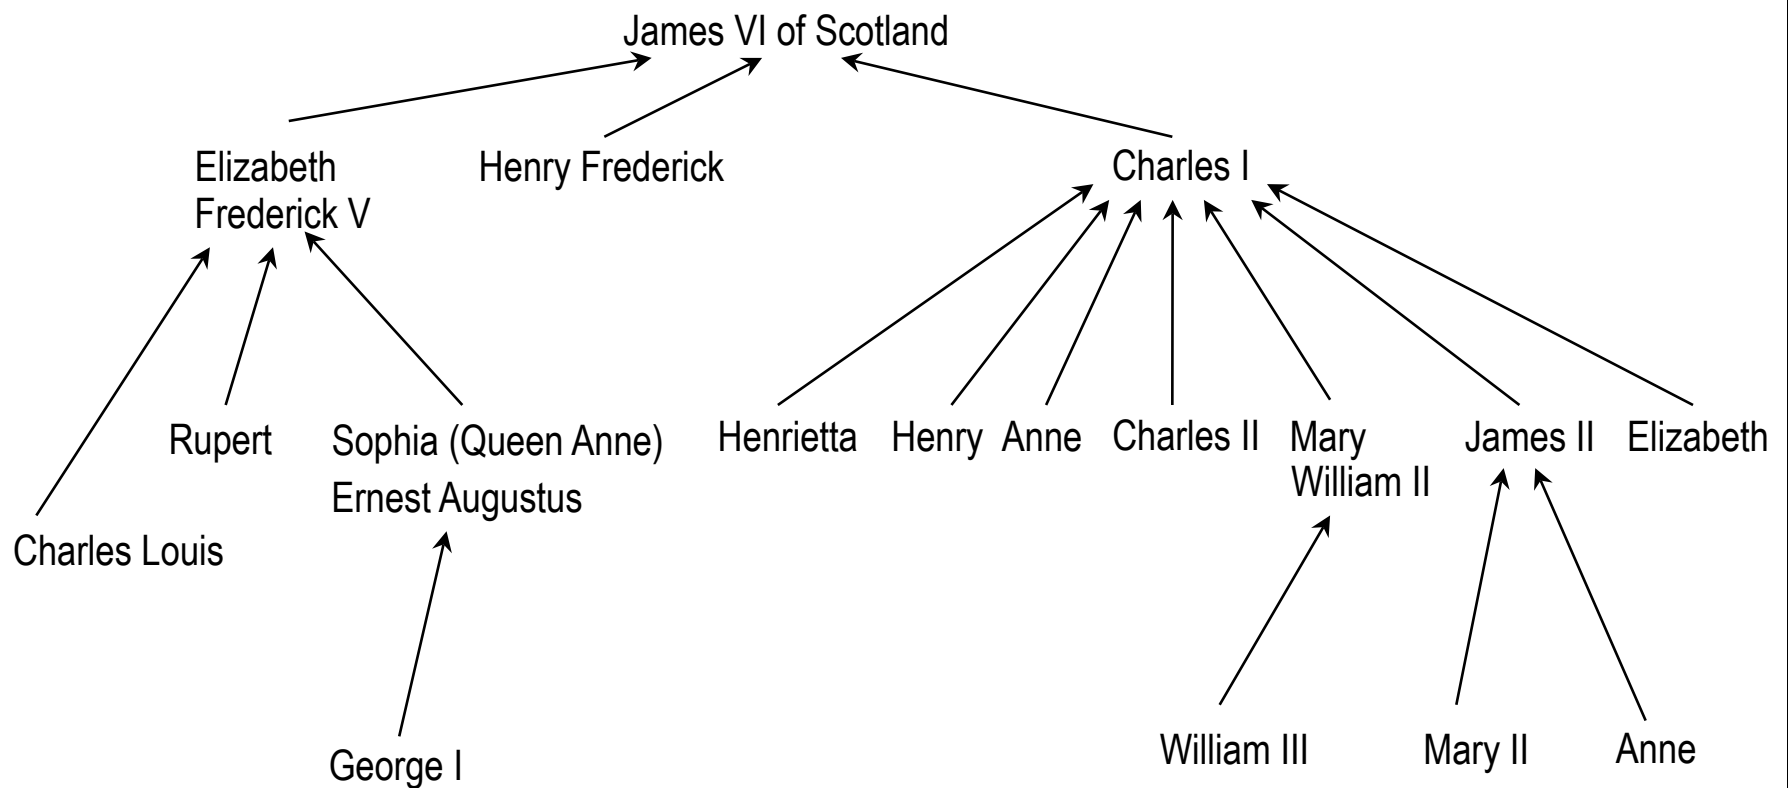 James VI of Scotland
Elizabeth
Frederick V
Henry Frederick
Charles I
Rupert
Sophia (Queen Anne)
Ernest Augustus
Henrietta
Henry
Anne
Charles II
Mary
William II
James II
Elizabeth
Charles Louis
George I
William III
Mary II
Anne